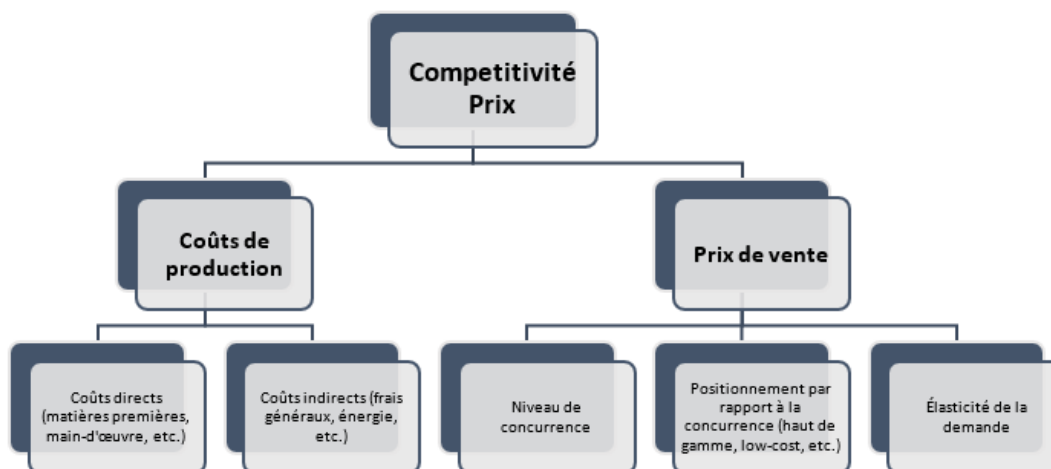 Competitivité
Prix
Coûts de
production
Prix de vente
Coûts directs
(matières premières,
main-d'œuvre, etc.)
Coûts indirects (frais
généraux, énergie,
etc.)
Niveau de
concurrence
Positionnement par
rapport à la
concurrence (haut de
gamme, low-cost, etc.)
Élasticité de la
demande